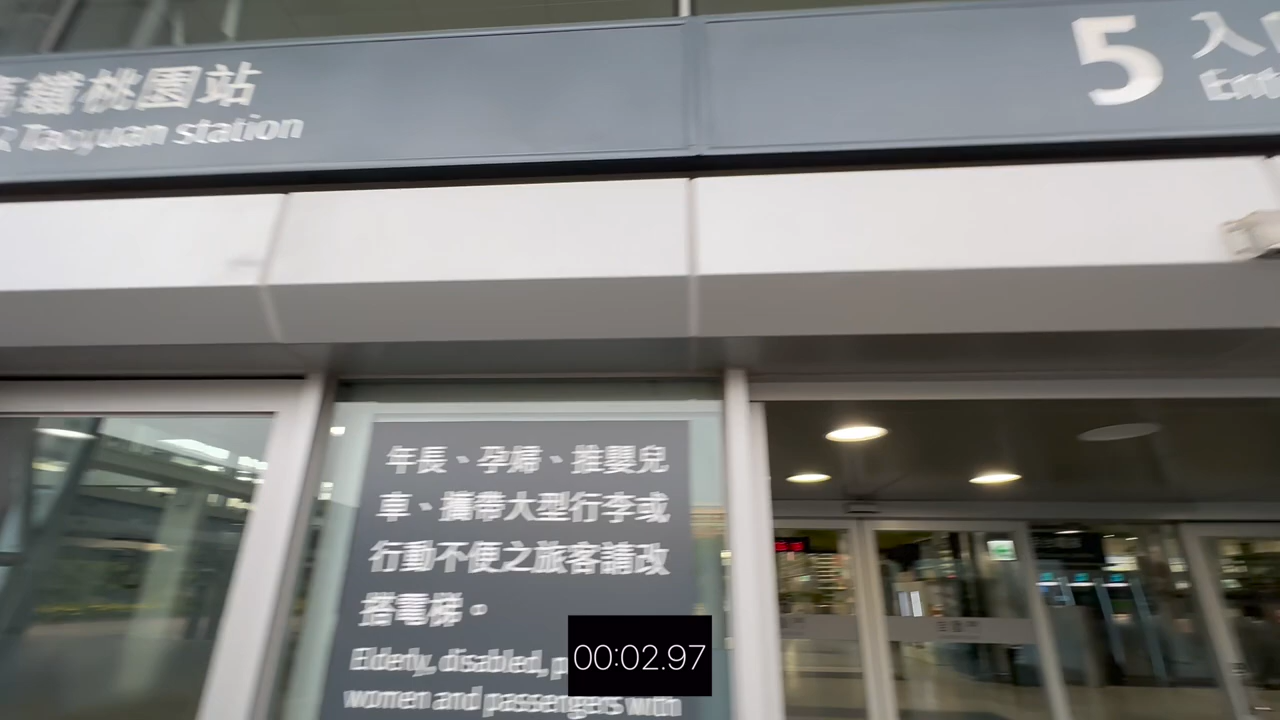 高鐵桃園站
R Taoyuan station
5 入口
年長、孕婦、推嬰兒
車、攜帶大型行李或
行動不便之旅客請改
搭電梯。
Elderly, disabled, p
women and passengers with
00:02.97